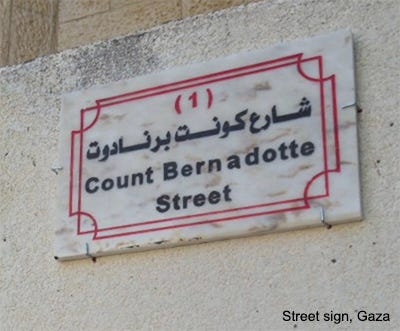 (1)
شارع كونت برنادوت
Count Bernadotte
Street
Street sign, Gaza